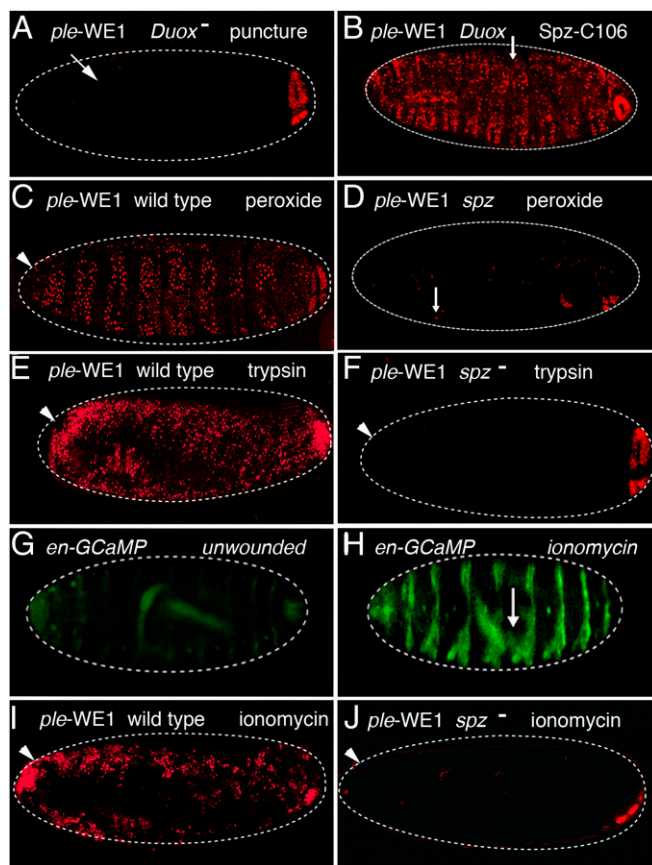 A ple-WE1 Duox - puncture
B ple-WE1 Duox Spz-C106
C ple-WE1 wild type peroxide
D ple-WE1 spz peroxide
E ple-WE1 wild type trypsin
F ple-WE1 spz - trypsin
G en-GCaMP unwounded
H en-GCaMP ionomycin
I ple-WE1 wild type ionomycin
J ple-WE1 spz - ionomycin